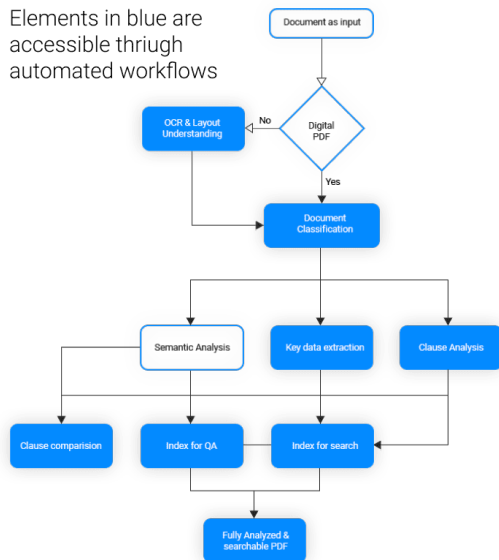 Elements in blue are
accessible thriugh
automated workflows
Document as input
Digital
PDF
No
OCR & Layout
Understanding
Yes
Document
Classification
Semantic Analysis
Key data extraction
Clause Analysis
Clause comparision
Index for QA
Index for search
Fully Analyzed &
searchable PDF